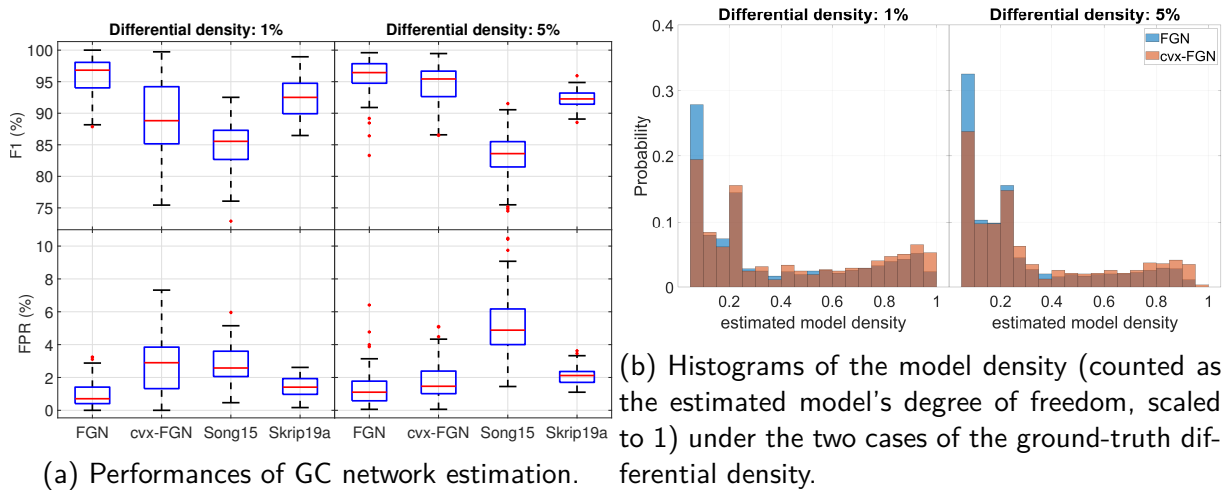 Differential density: 1%
Differential density: 5%
F1 (%)
100
95
90
85
80
75
FPR (%)
10
8
6
4
2
0
FGN
cvx-FGN
Song15
Skrip19a
FGN
cvx-FGN
Song15
Skrip19a
(a) Performances of GC network estimation.
Differential density: 1%
Differential density: 5%
FGN
cvx-FGN
Probability
0.4
0.3
0.2
0.1
0
0.2
0.4
0.6
0.8
1
0.2
0.4
0.6
0.8
1
estimated model density
estimated model density
(b) Histograms of the model density (counted as
the estimated model's degree of freedom, scaled
to 1) under the two cases of the ground-truth dif-
ferential density.